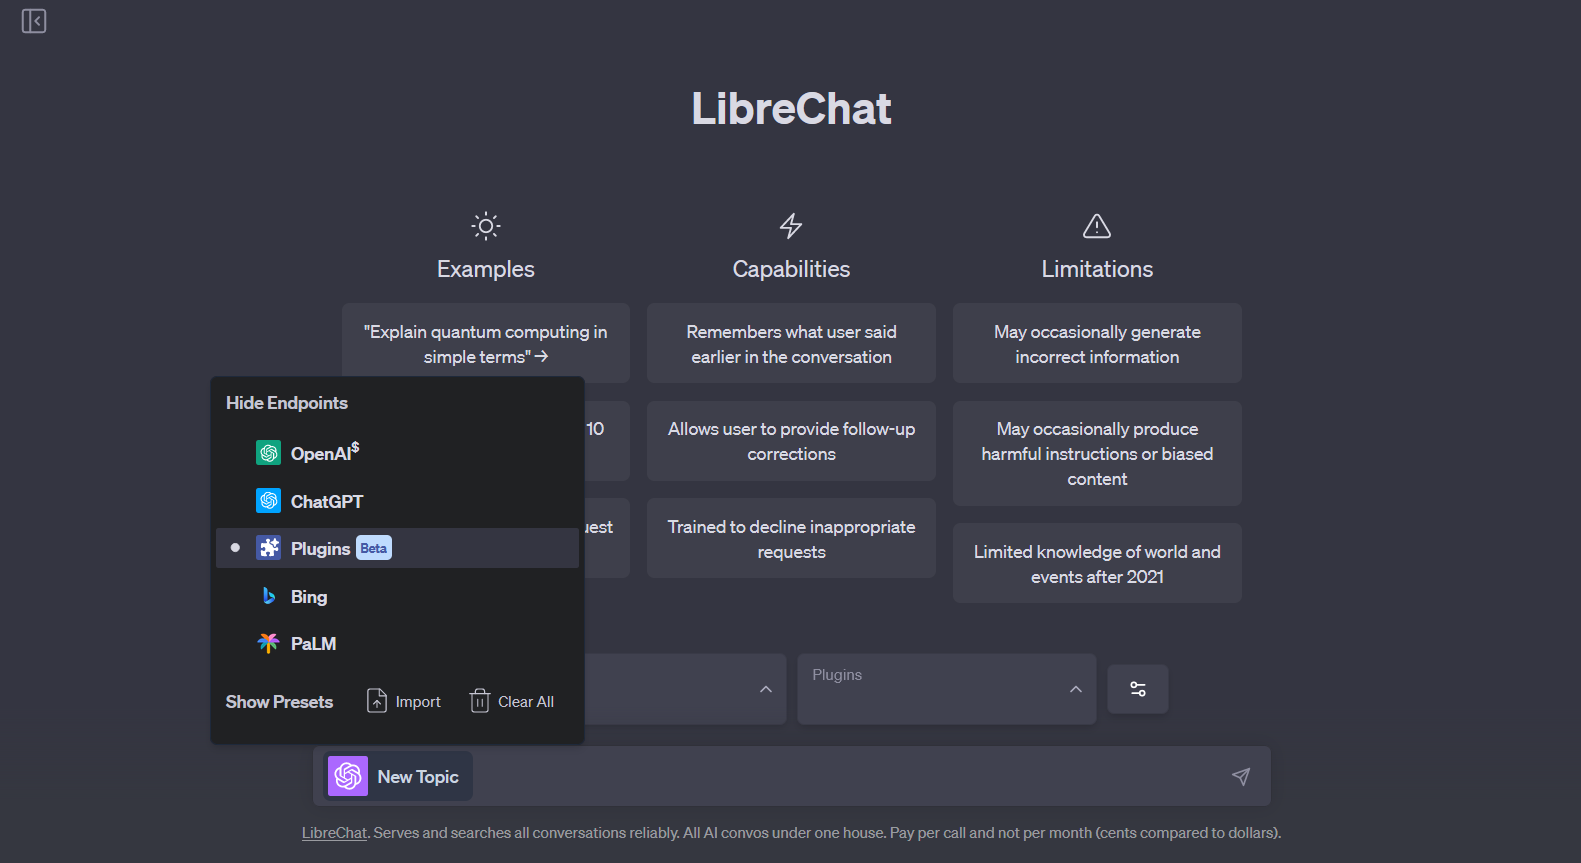 LibreChat
Examples
Capabilities
Limitations
"Explain quantum computing in
simple terms" →
10
Remembers what user said
earlier in the conversation
Allows user to provide follow-up
corrections
Trained to decline inappropriate
requests
May occasionally generate
incorrect information
May occasionally produce
harmful instructions or biased
content
Limited knowledge of world and
events after 2021
Hide Endpoints
OpenAI$
ChatGPT
Plugins Beta
Bing
PaLM
Show Presets Import Clear All
Plugins
New Topic
LibreChat. Serves and searches all conversations reliably. All AI convos under one house. Pay per call and not per month (cents compared to dollars).